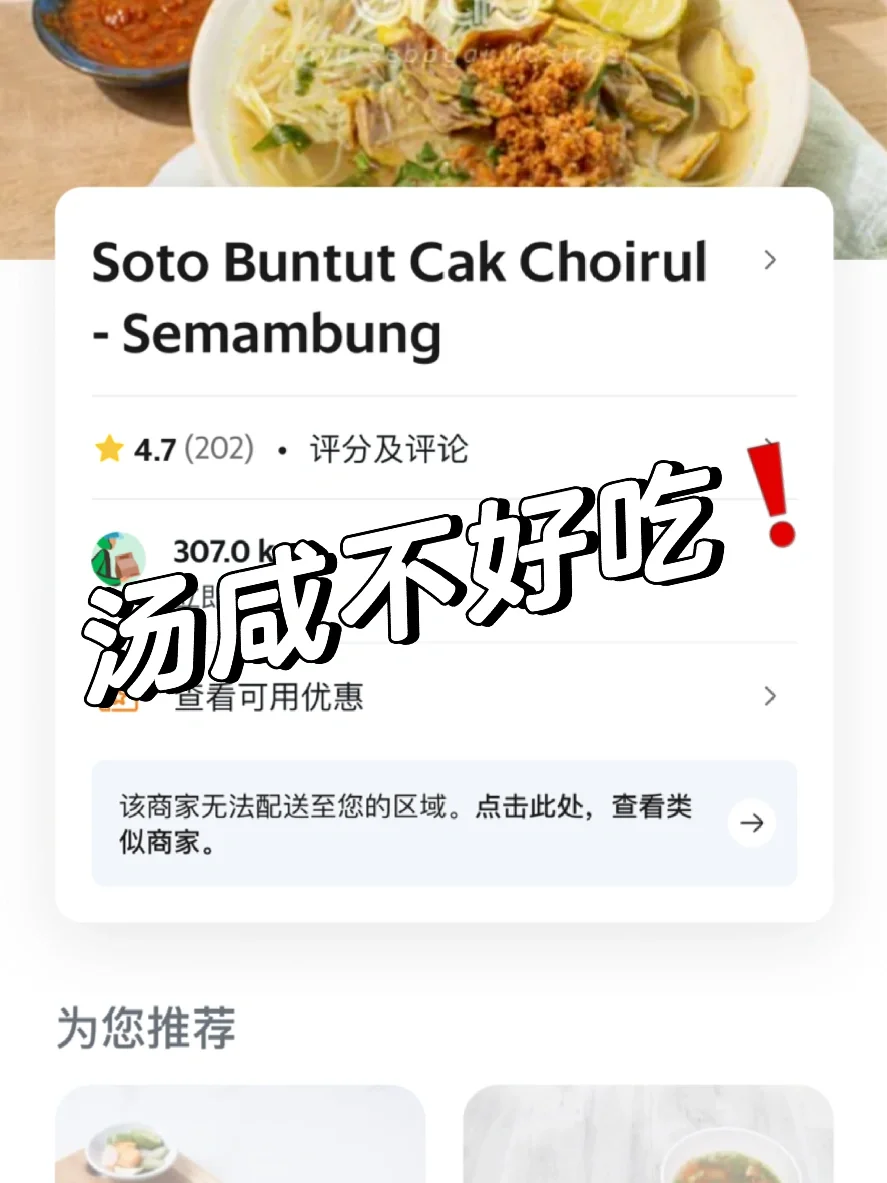 Soto Buntut Cak Choirul
- Semambung
4.7 (202) • 评分及评论
307.0 k
汤咸不好吃❗
立即
查看可用优惠
该商家无法配送至您的区域。点击此处，查看类
似商家。
为您推荐